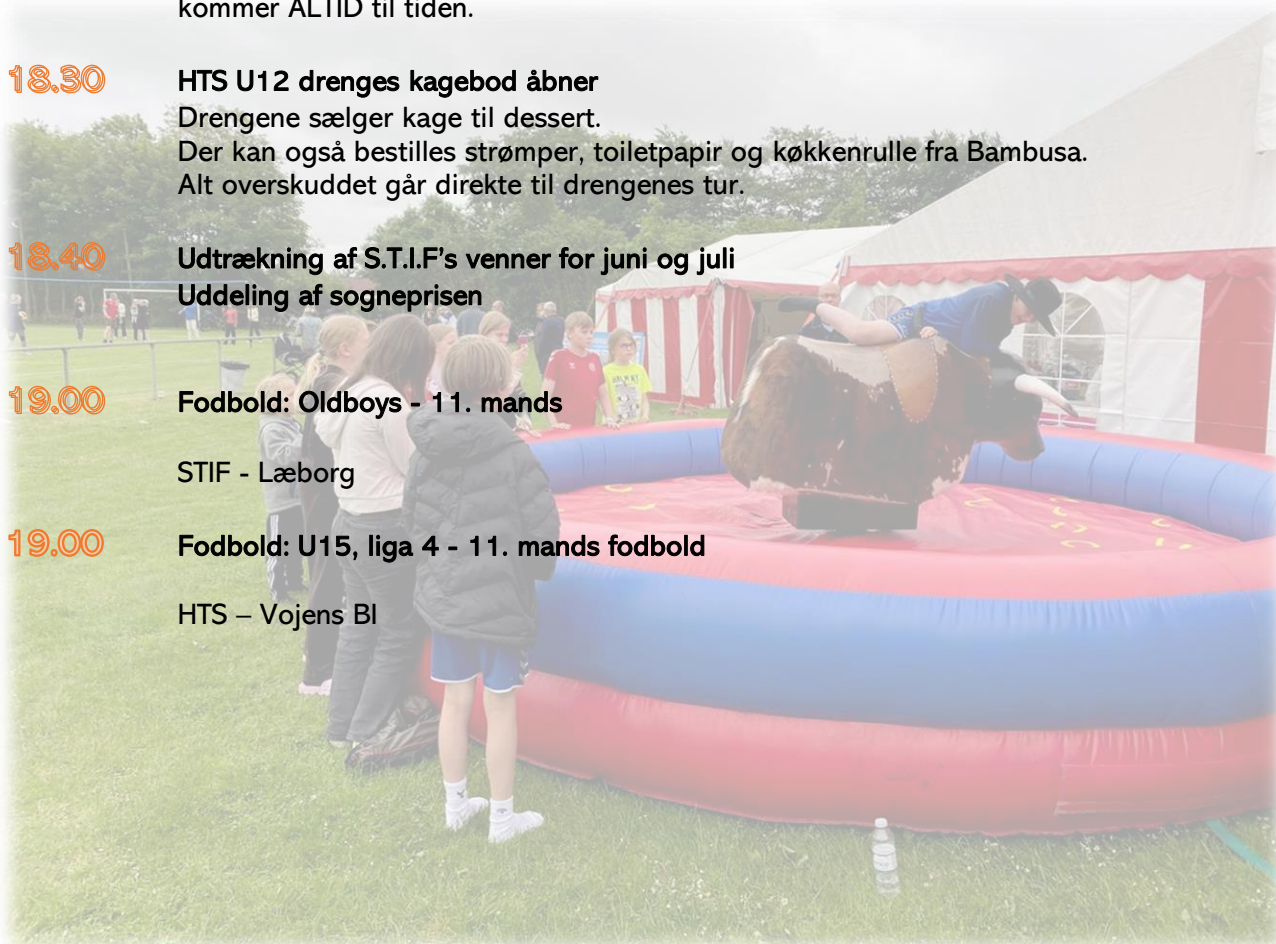 kommer ALTID til tiden.
18.30 HTS U12 drenges kagebod åbner
Drengene sælger kage til dessert.
Der kan også bestilles strømper, toiletpapir og køkkenrulle fra Bambusa.
Alt overskuddet går direkte til drengenes tur.
18.40 Udtrækning af S.T.I.F’s venner for juni og juli
Uddeling af sogneprisen
19.00 Fodbold: Oldboys - 11. mands
STIF - Læborg
19.00 Fodbold: U15, liga 4 - 11. mands fodbold
HTS – Vojens BI